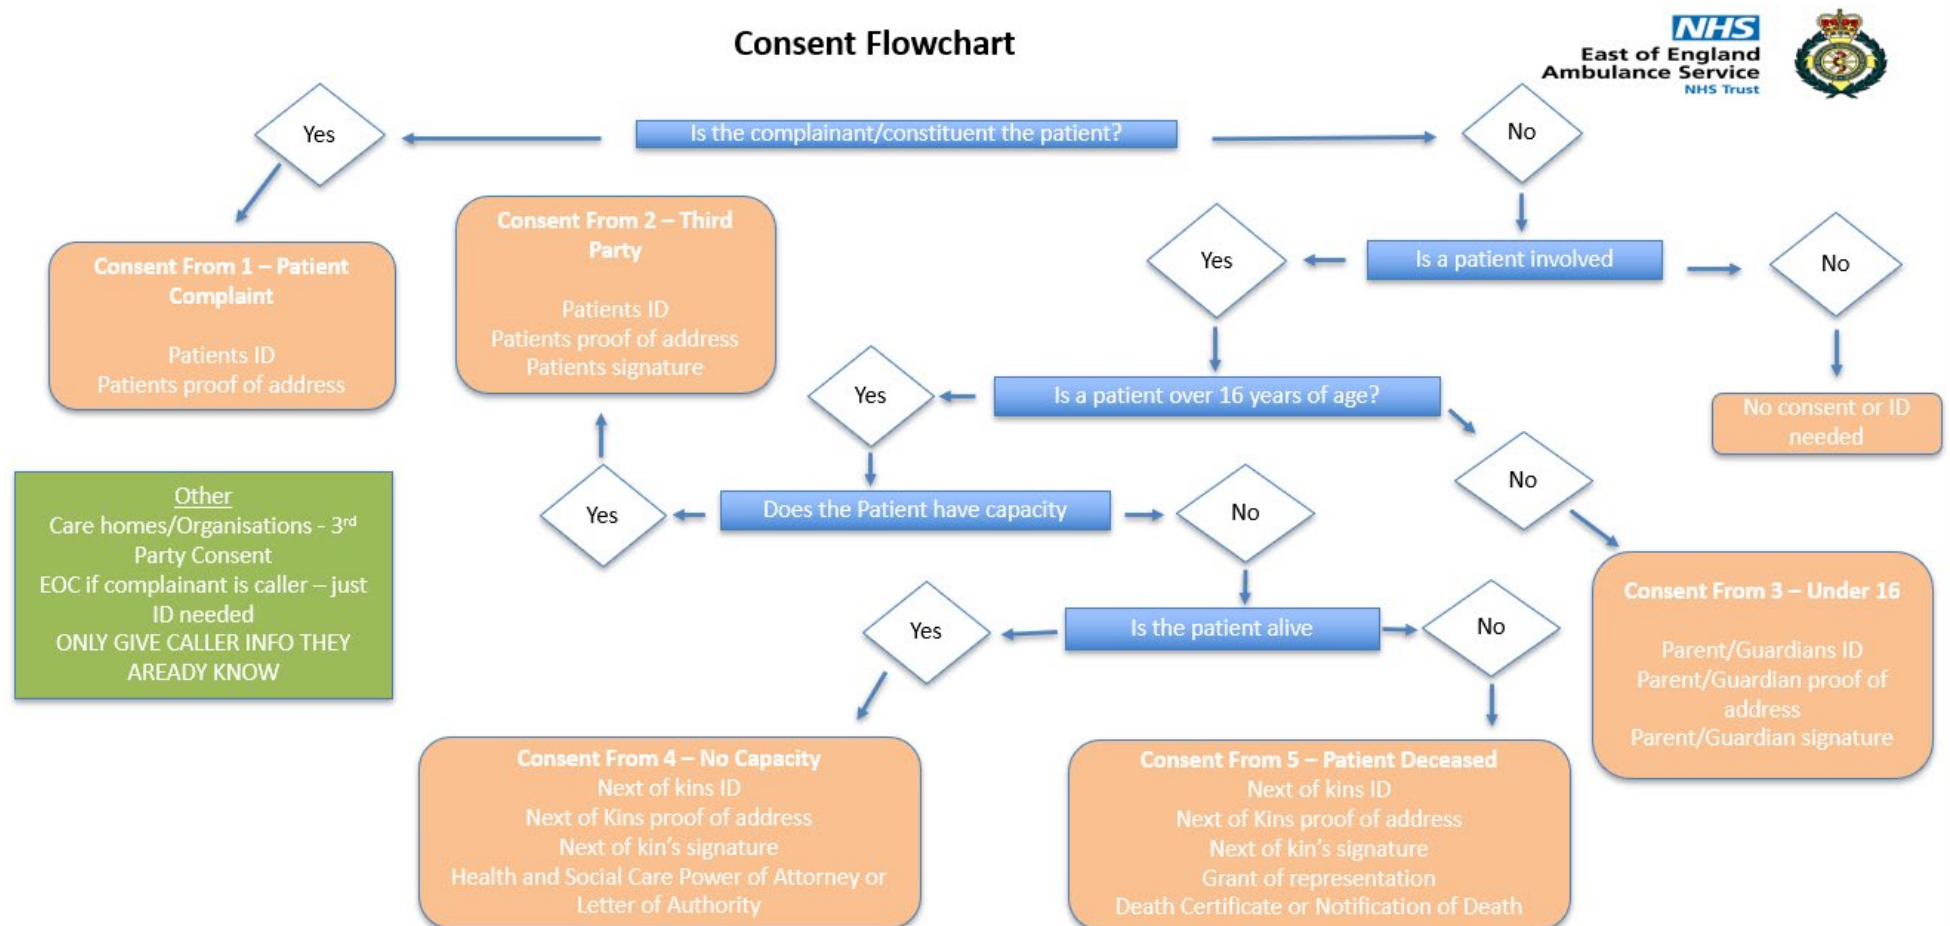 Consent Flowchart
NHS
East of England
Ambulance Service
NHS Trust
Is the complainant/constituent the patient?
Yes
No
Consent From 1 – Patient
Complaint
Patients ID
Patients proof of address
Consent From 2 – Third
Party
Patients ID
Patients proof of address
Patients signature
Is a patient involved
Yes
No
No consent or ID
needed
Is a patient over 16 years of age?
Yes
No
Does the Patient have capacity
Yes
No
Other
Care homes/Organisations - 3rd
Party Consent
EOC if complainant is caller – just
ID needed
ONLY GIVE CALLER INFO THEY
AREADY KNOW
Is the patient alive
Yes
No
Consent From 3 – Under 16
Parent/Guardians ID
Parent/Guardian proof of
address
Parent/Guardian signature
Consent From 4 – No Capacity
Next of kins ID
Next of Kins proof of address
Next of kin's signature
Health and Social Care Power of Attorney or
Letter of Authority
Consent From 5 – Patient Deceased
Next of kins ID
Next of Kins proof of address
Next of kin's signature
Grant of representation
Death Certificate or Notification of Death